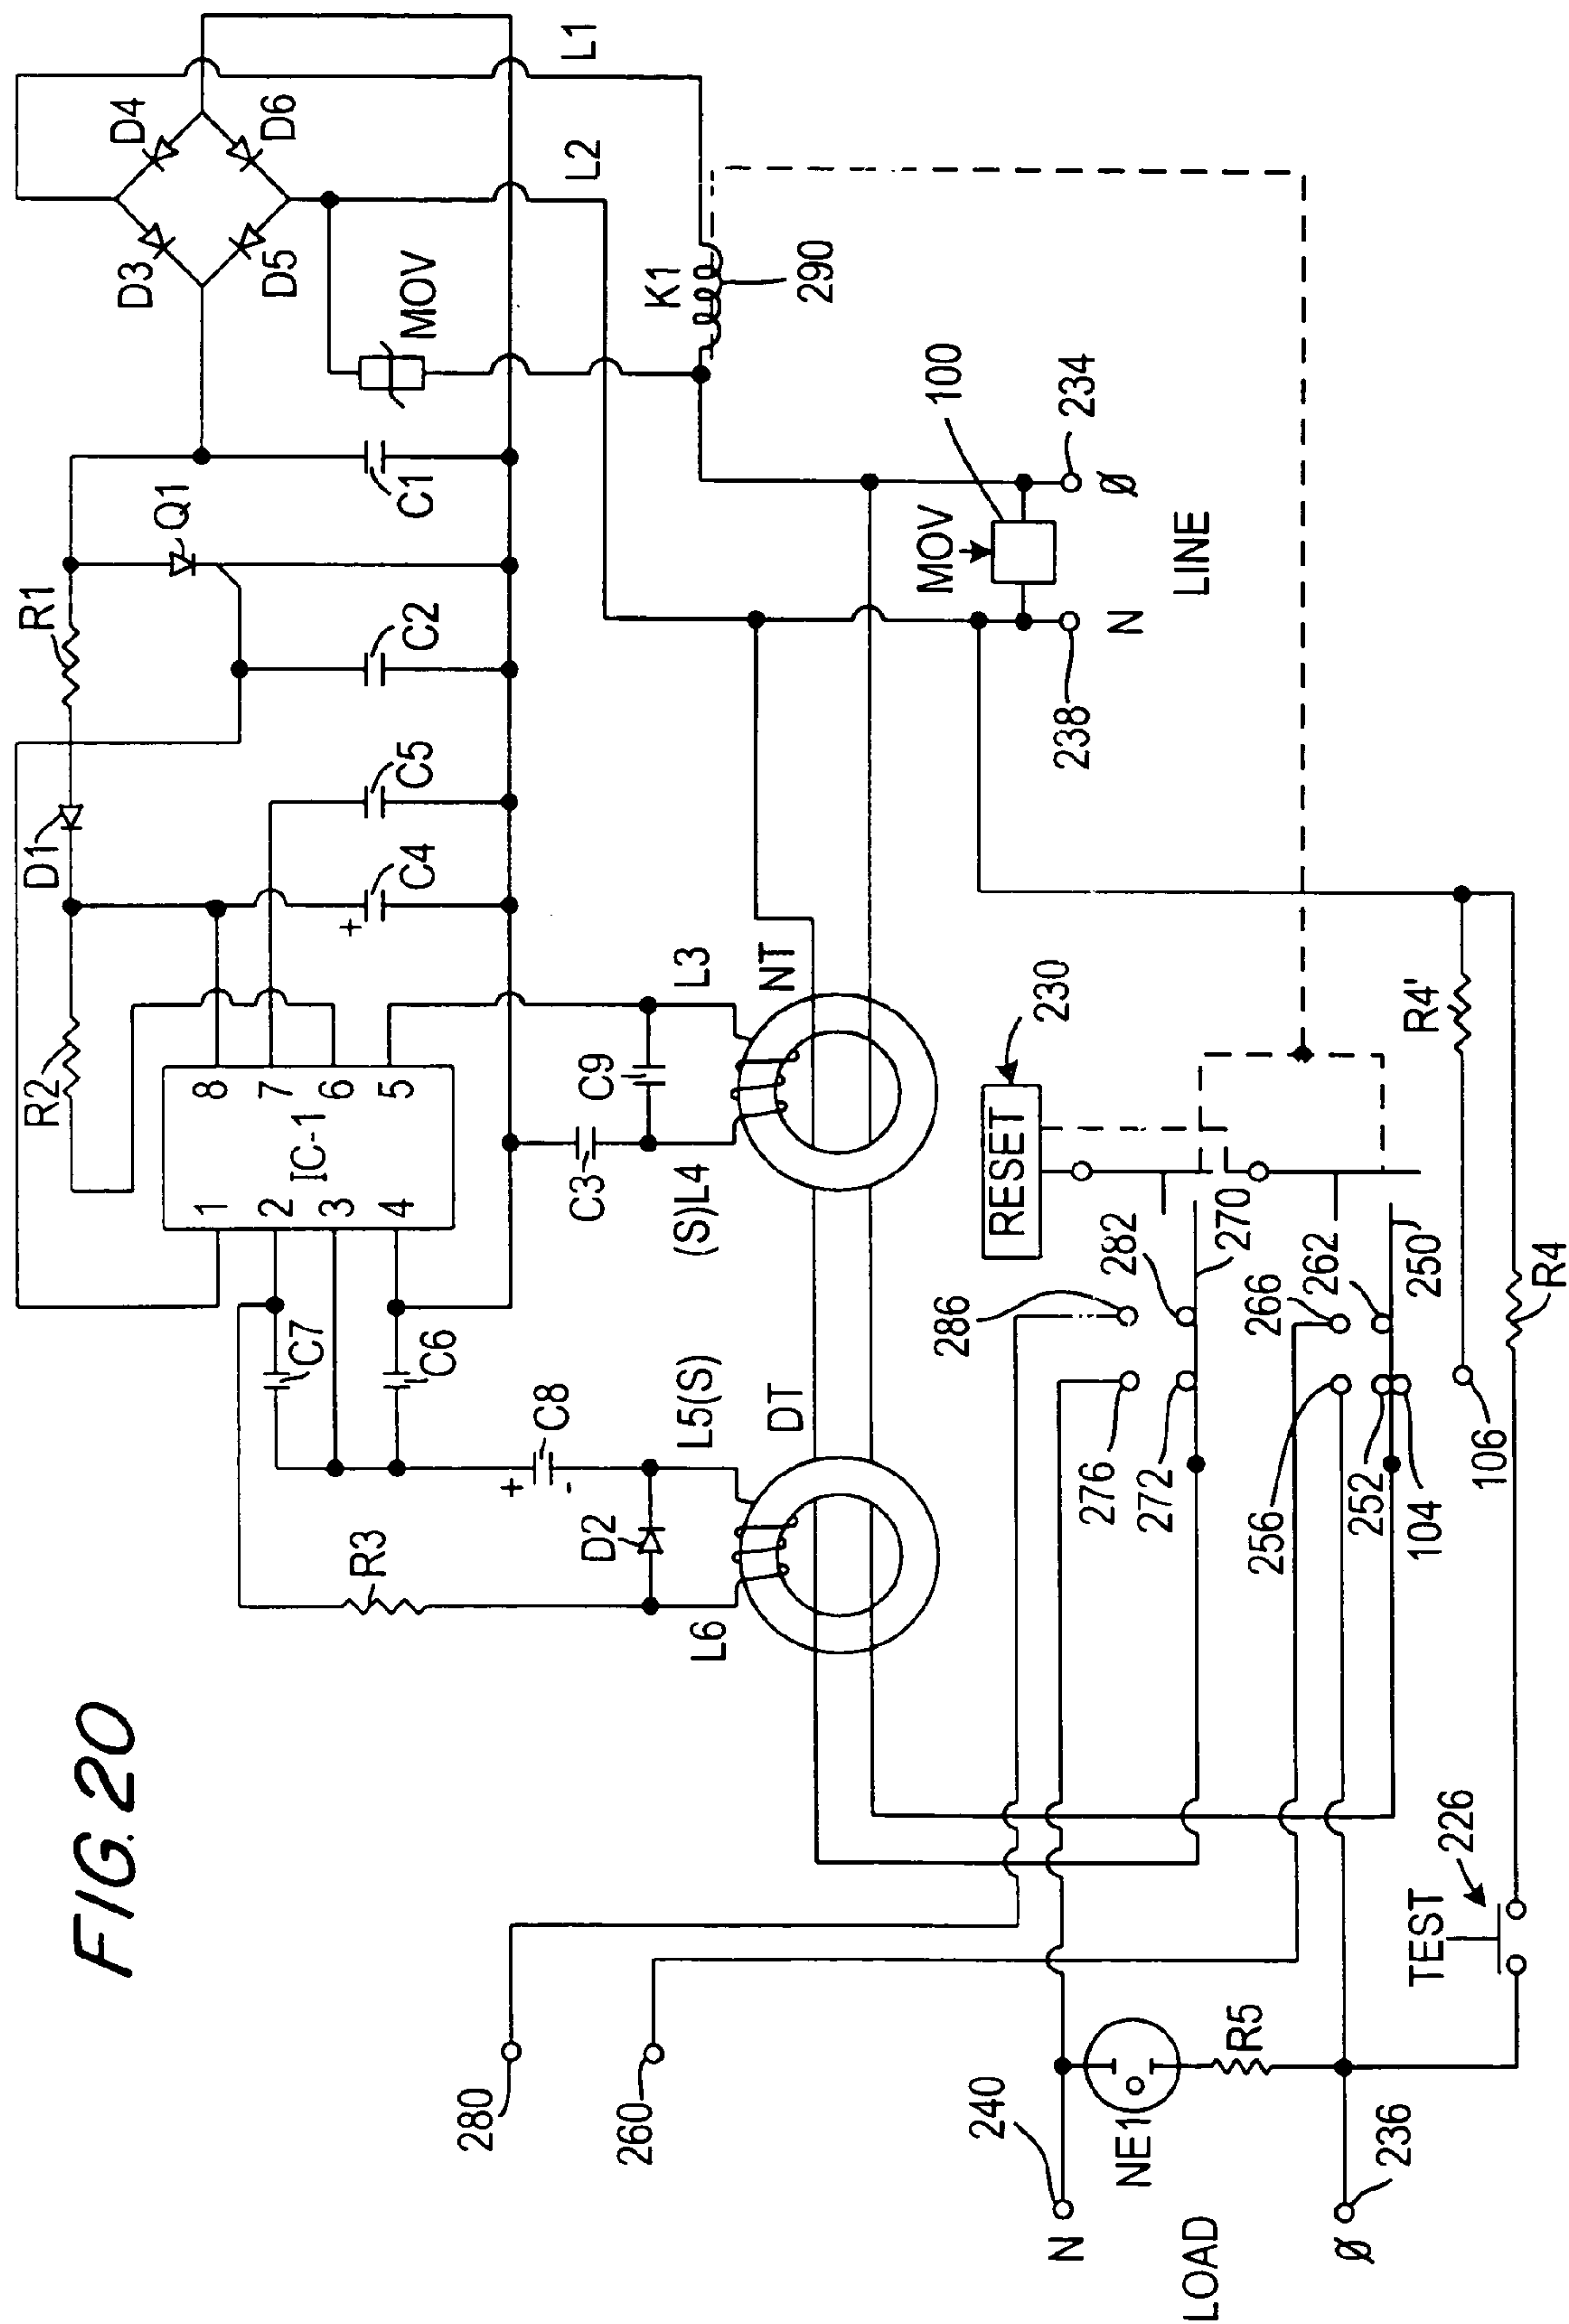 FIG. 20
L1
L2
D4
D6
D3
D5
MOV
K1
290
Q1
C1
R1
C2
D1
C5
C4
R2
8
7
6
5
IC-1
1
2
3
4
C7
C6
C3
C9
L3
(S)L4
NT
R3
C8
+
-
+
D2
L5(S)
L6
DT
100
MOV
234
Ø
238
N
LINE
RESET
230
R4'
R4
286
282
270
266
262
250
276
272
256
252
104
106
TEST
226
280
260
240
N
NE1
R5
LOAD
Ø
236